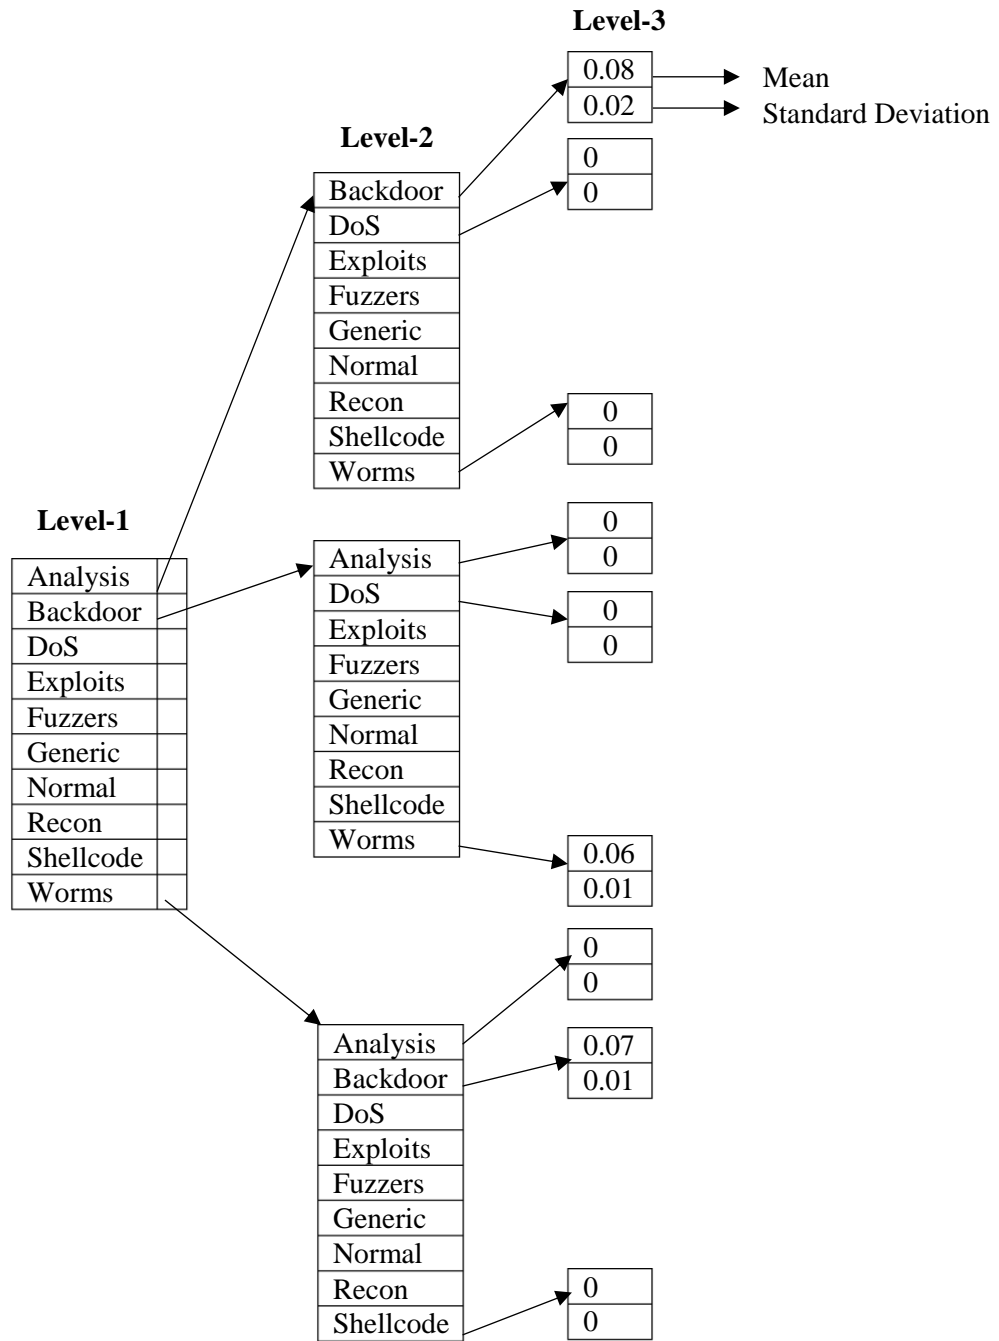 Level-3
0.08
Mean
0.02
Standard Deviation
Level-2
0
0
Backdoor
DoS
Exploits
Fuzzers
Generic
Normal
Recon
Shellcode
Worms
0
0
Level-1
Analysis
Backdoor
DoS
Exploits
Fuzzers
Generic
Normal
Recon
Shellcode
Worms
0
0
Analysis
DoS
Exploits
Fuzzers
Generic
Normal
Recon
Shellcode
Worms
0
0
0.06
0.01
0
0
Analysis
Backdoor
DoS
Exploits
Fuzzers
Generic
Normal
Recon
Shellcode
0.07
0.01
0
0